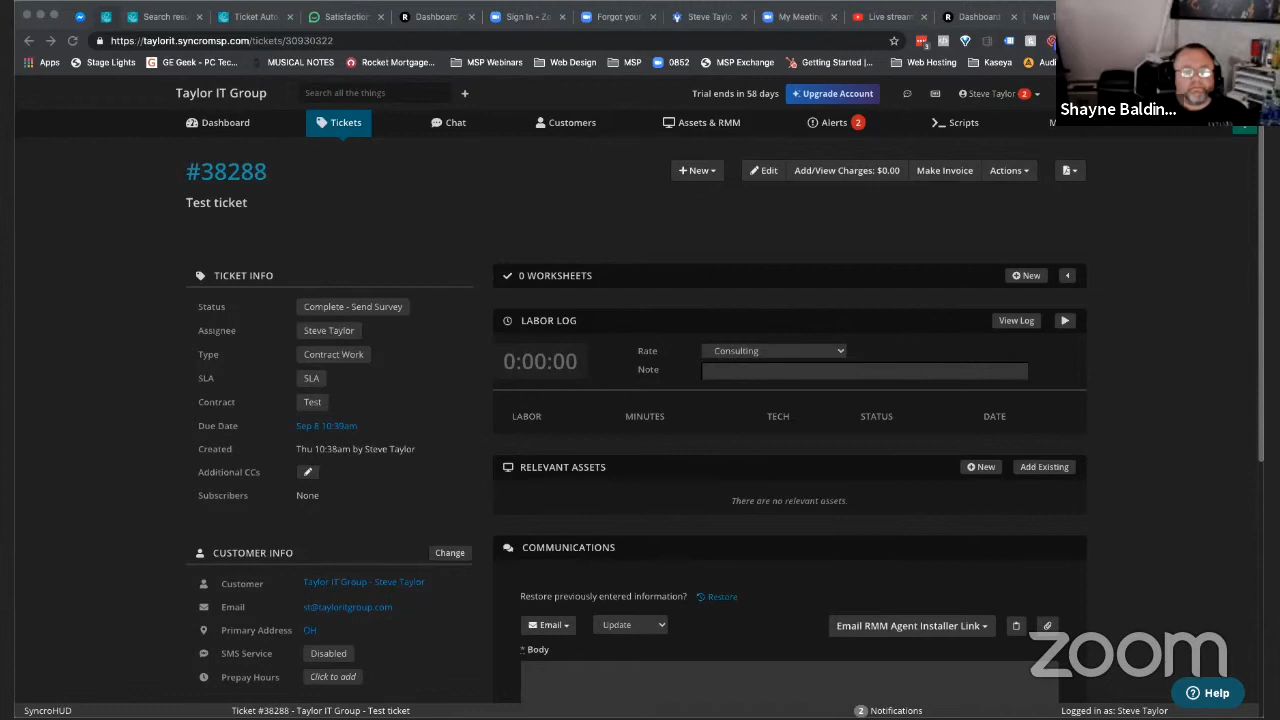 Search resu
Ticket Auto
Satisfaction
Dashboard
Sign In - Zo
Forgot your
Steve Taylo
My Meeting
Live stream
Dashboard
New T
https://taylorit.syncromsp.com/tickets/30930322
3
Apps
Stage Lights
GE Geek - PC Tec...
MUSICAL NOTES
Rocket Mortgage...
MSP Webinars
Web Design
MSP
0852
MSP Exchange
Getting Started |...
Web Hosting
Kaseya
Audi
Shayne Baldin...
Taylor IT Group
Search all the things
Trial ends in 58 days
Upgrade Account
Steve Taylor 2
Dashboard
Tickets
Chat
Customers
Assets & RMM
Alerts 2
Scripts
M
#38288
New
Edit
Add/View Charges: $0.00
Make Invoice
Actions
Test ticket
TICKET INFO
Status Complete - Send Survey
Assignee Steve Taylor
Type Contract Work
SLA SLA
Contract Test
Due Date Sep 8 10:39am
Created Thu 10:38am by Steve Taylor
Additional CCs
Subscribers None
CUSTOMER INFO Change
Customer Taylor IT Group - Steve Taylor
Email st@tayloritgroup.com
Primary Address OH
SMS Service Disabled
Prepay Hours Click to add
0 WORKSHEETS New
LABOR LOG View Log
0:00:00
Rate Consulting
Note
LABOR MINUTES TECH STATUS DATE
RELEVANT ASSETS New Add Existing
There are no relevant assets.
COMMUNICATIONS
Restore previously entered information? Restore
Email Update Email RMM Agent Installer Link
* Body
zoom
Help
SyncroHUD
Ticket #38288 - Taylor IT Group - Test ticket
2 Notifications
Logged in as: Steve Taylor